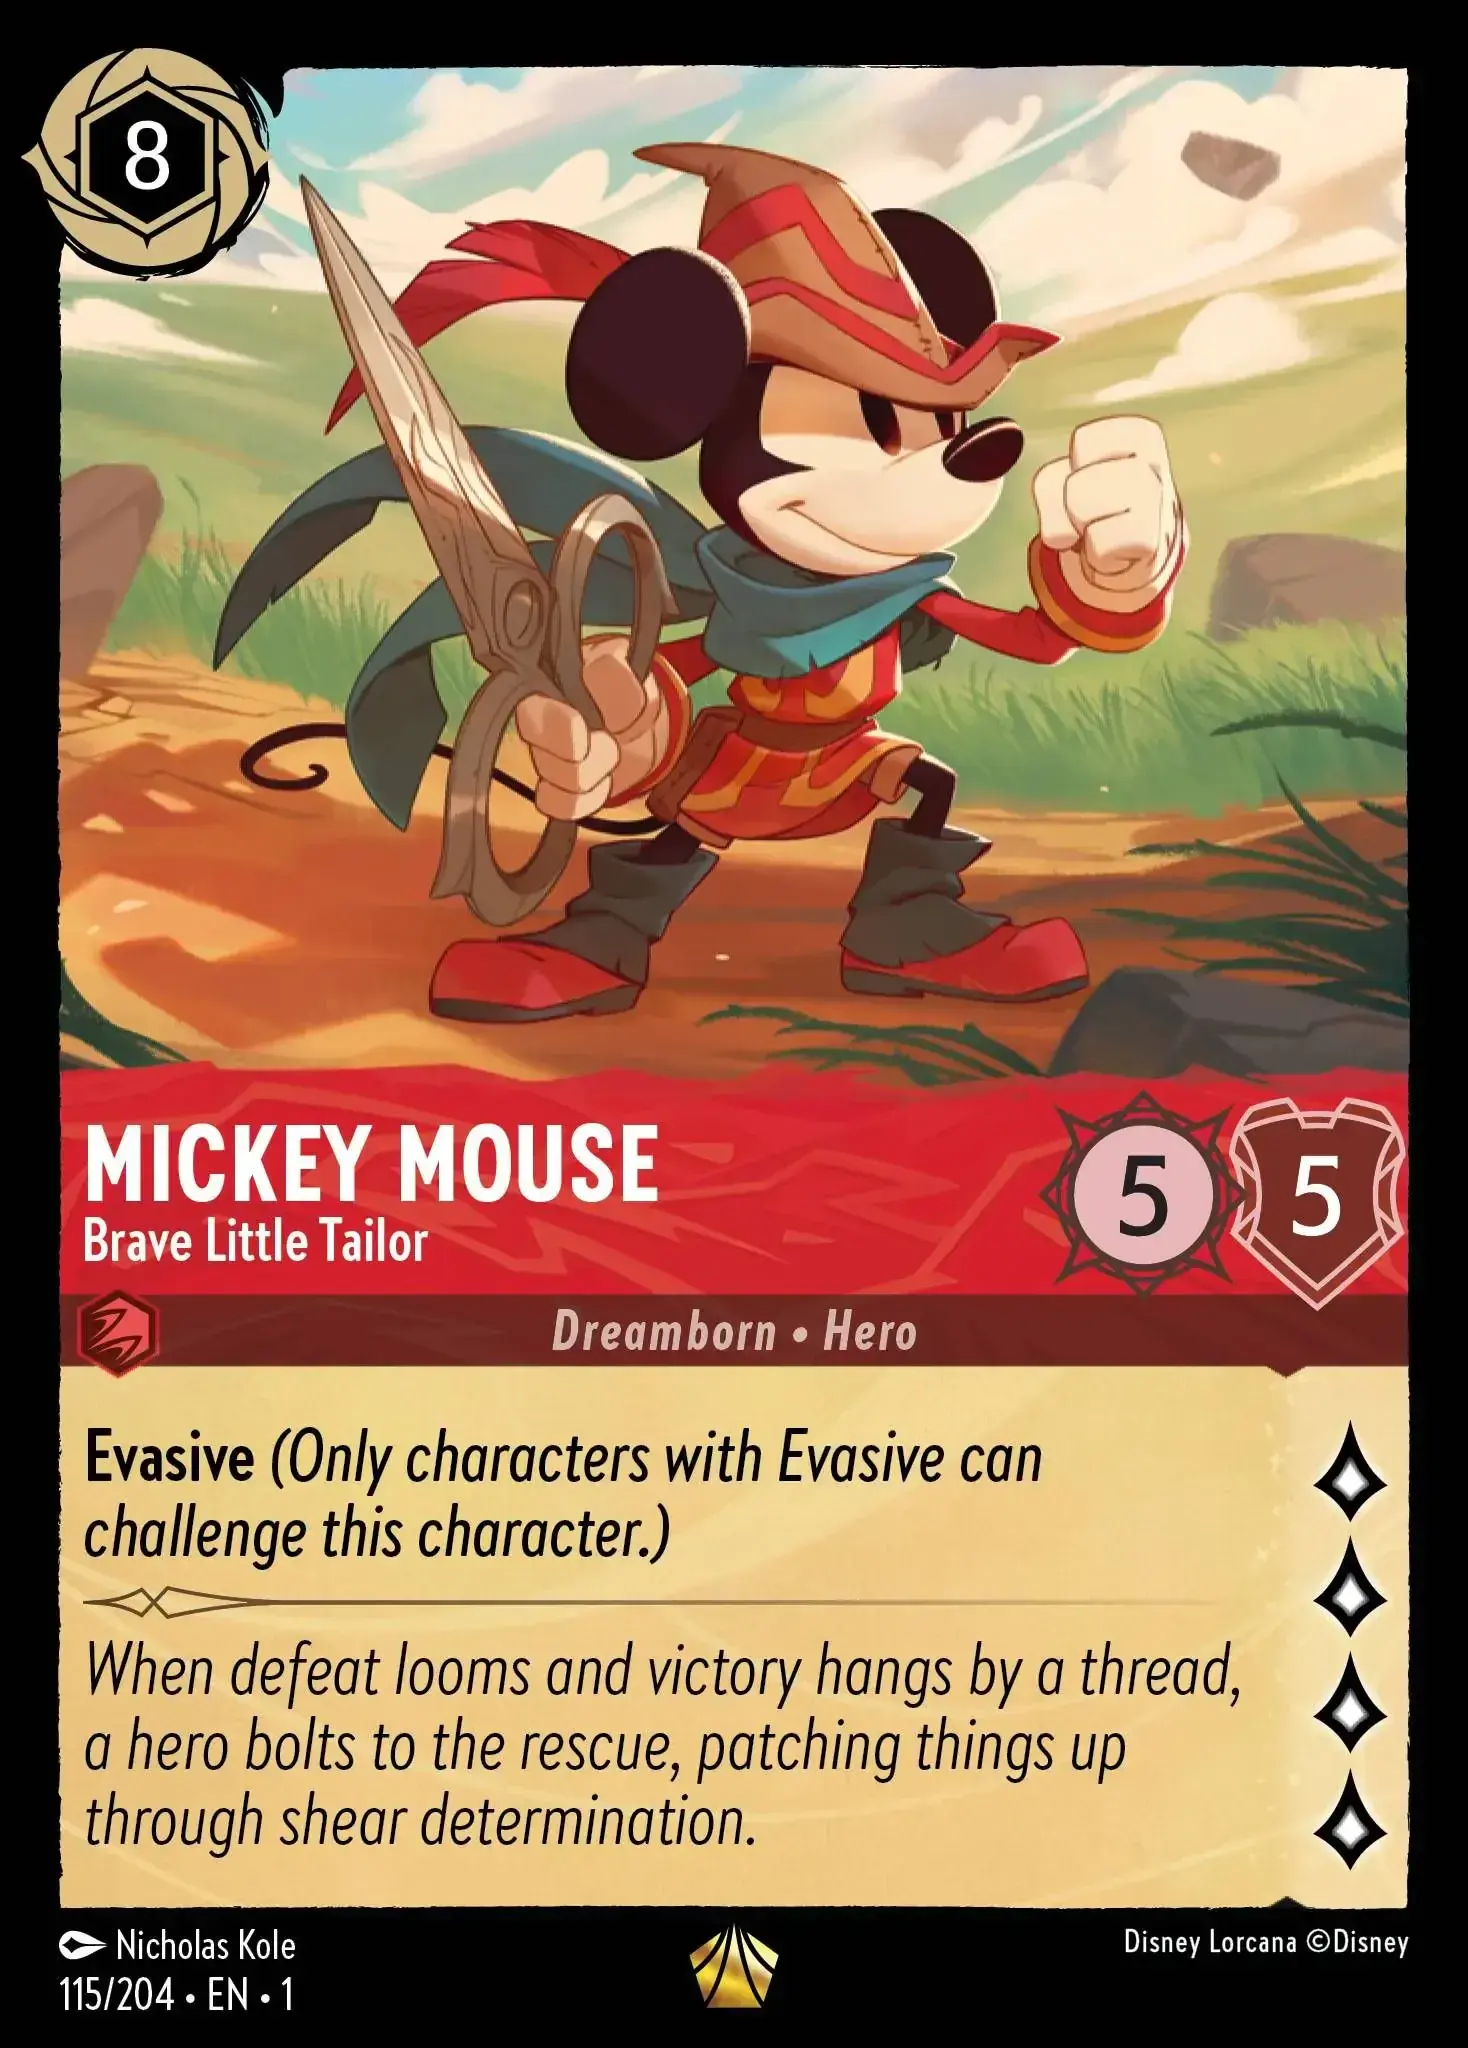 8
MICKEY MOUSE
Brave Little Tailor
5 5
Dreamborn • Hero
Evasive (Only characters with Evasive can
challenge this character.)
When defeat looms and victory hangs by a thread,
a hero bolts to the rescue, patching things up
through shear determination.
Nicholas Kole
115/204 • EN • 1
Disney Lorcana ©Disney